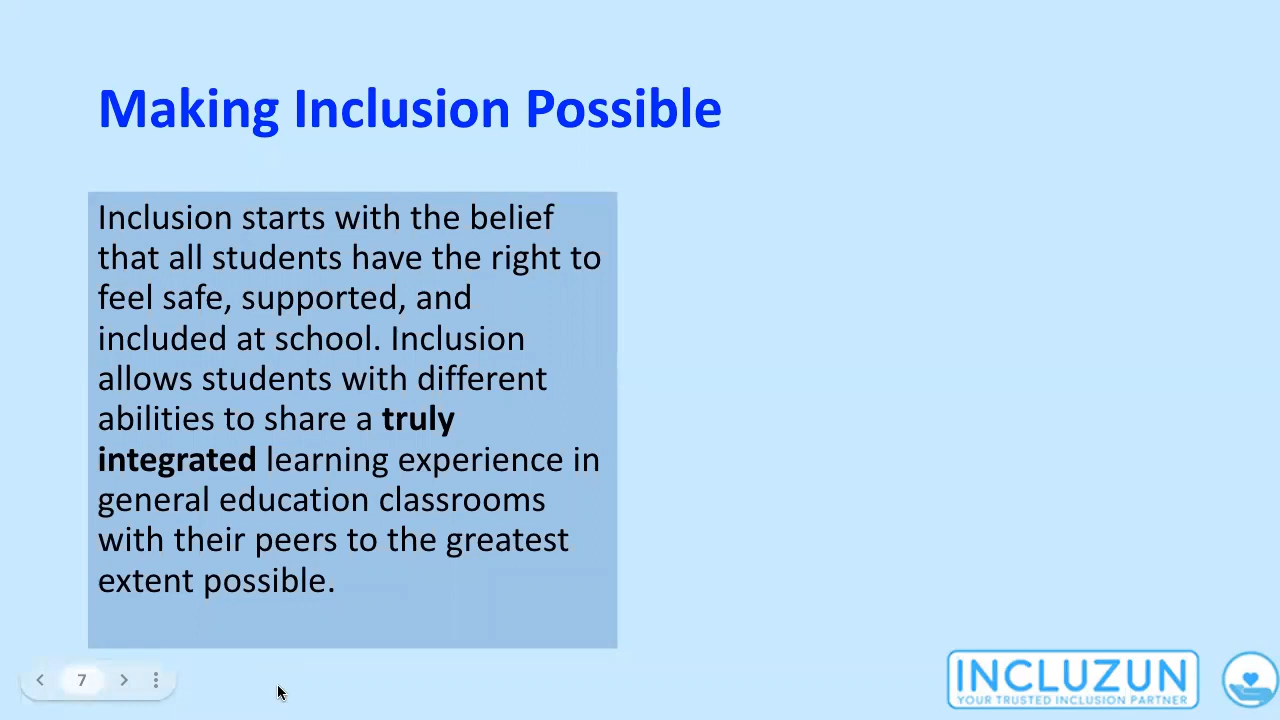 Making Inclusion Possible
Inclusion starts with the belief
that all students have the right to
feel safe, supported, and
included at school. Inclusion
allows students with different
abilities to share a truly
integrated learning experience in
general education classrooms
with their peers to the greatest
extent possible.
7
INCLUZUN
YOUR TRUSTED INCLUSION PARTNER